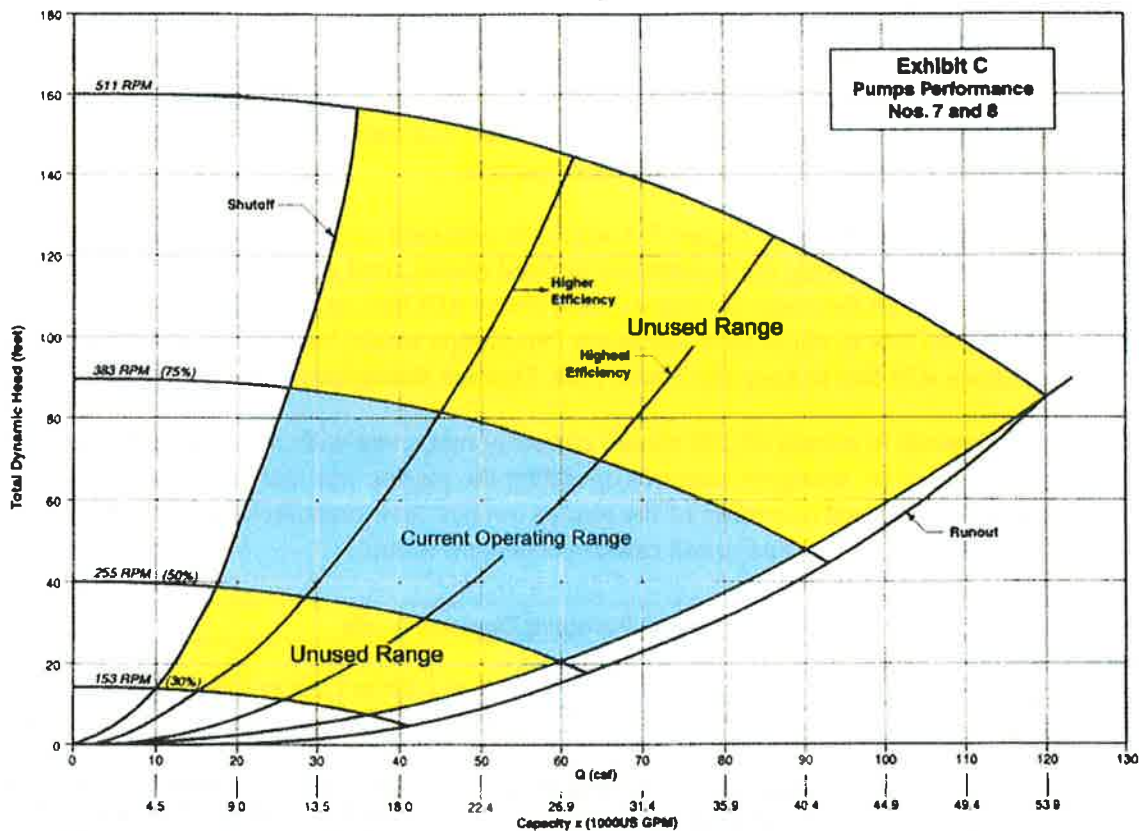 Exhibit C
Pumps Performance
Nos. 7 and 8
Total Dynamic Head (feet)
180
160
140
120
100
80
60
40
20
0
511 RPM
383 RPM (75%)
255 RPM (50%)
153 RPM (30%)
Shutoff
Higher
Efficiency
Unused Range
Highest
Efficiency
Current Operating Range
Runout
Unused Range
0 10 20 30 40 50 60 70 80 90 100 110 120 130
Q (caf)
4.5 9.0 13.5 18.0 22.4 26.9 31.4 35.9 40.4 44.9 49.4 53.9
Capacity x (1000US GPM)